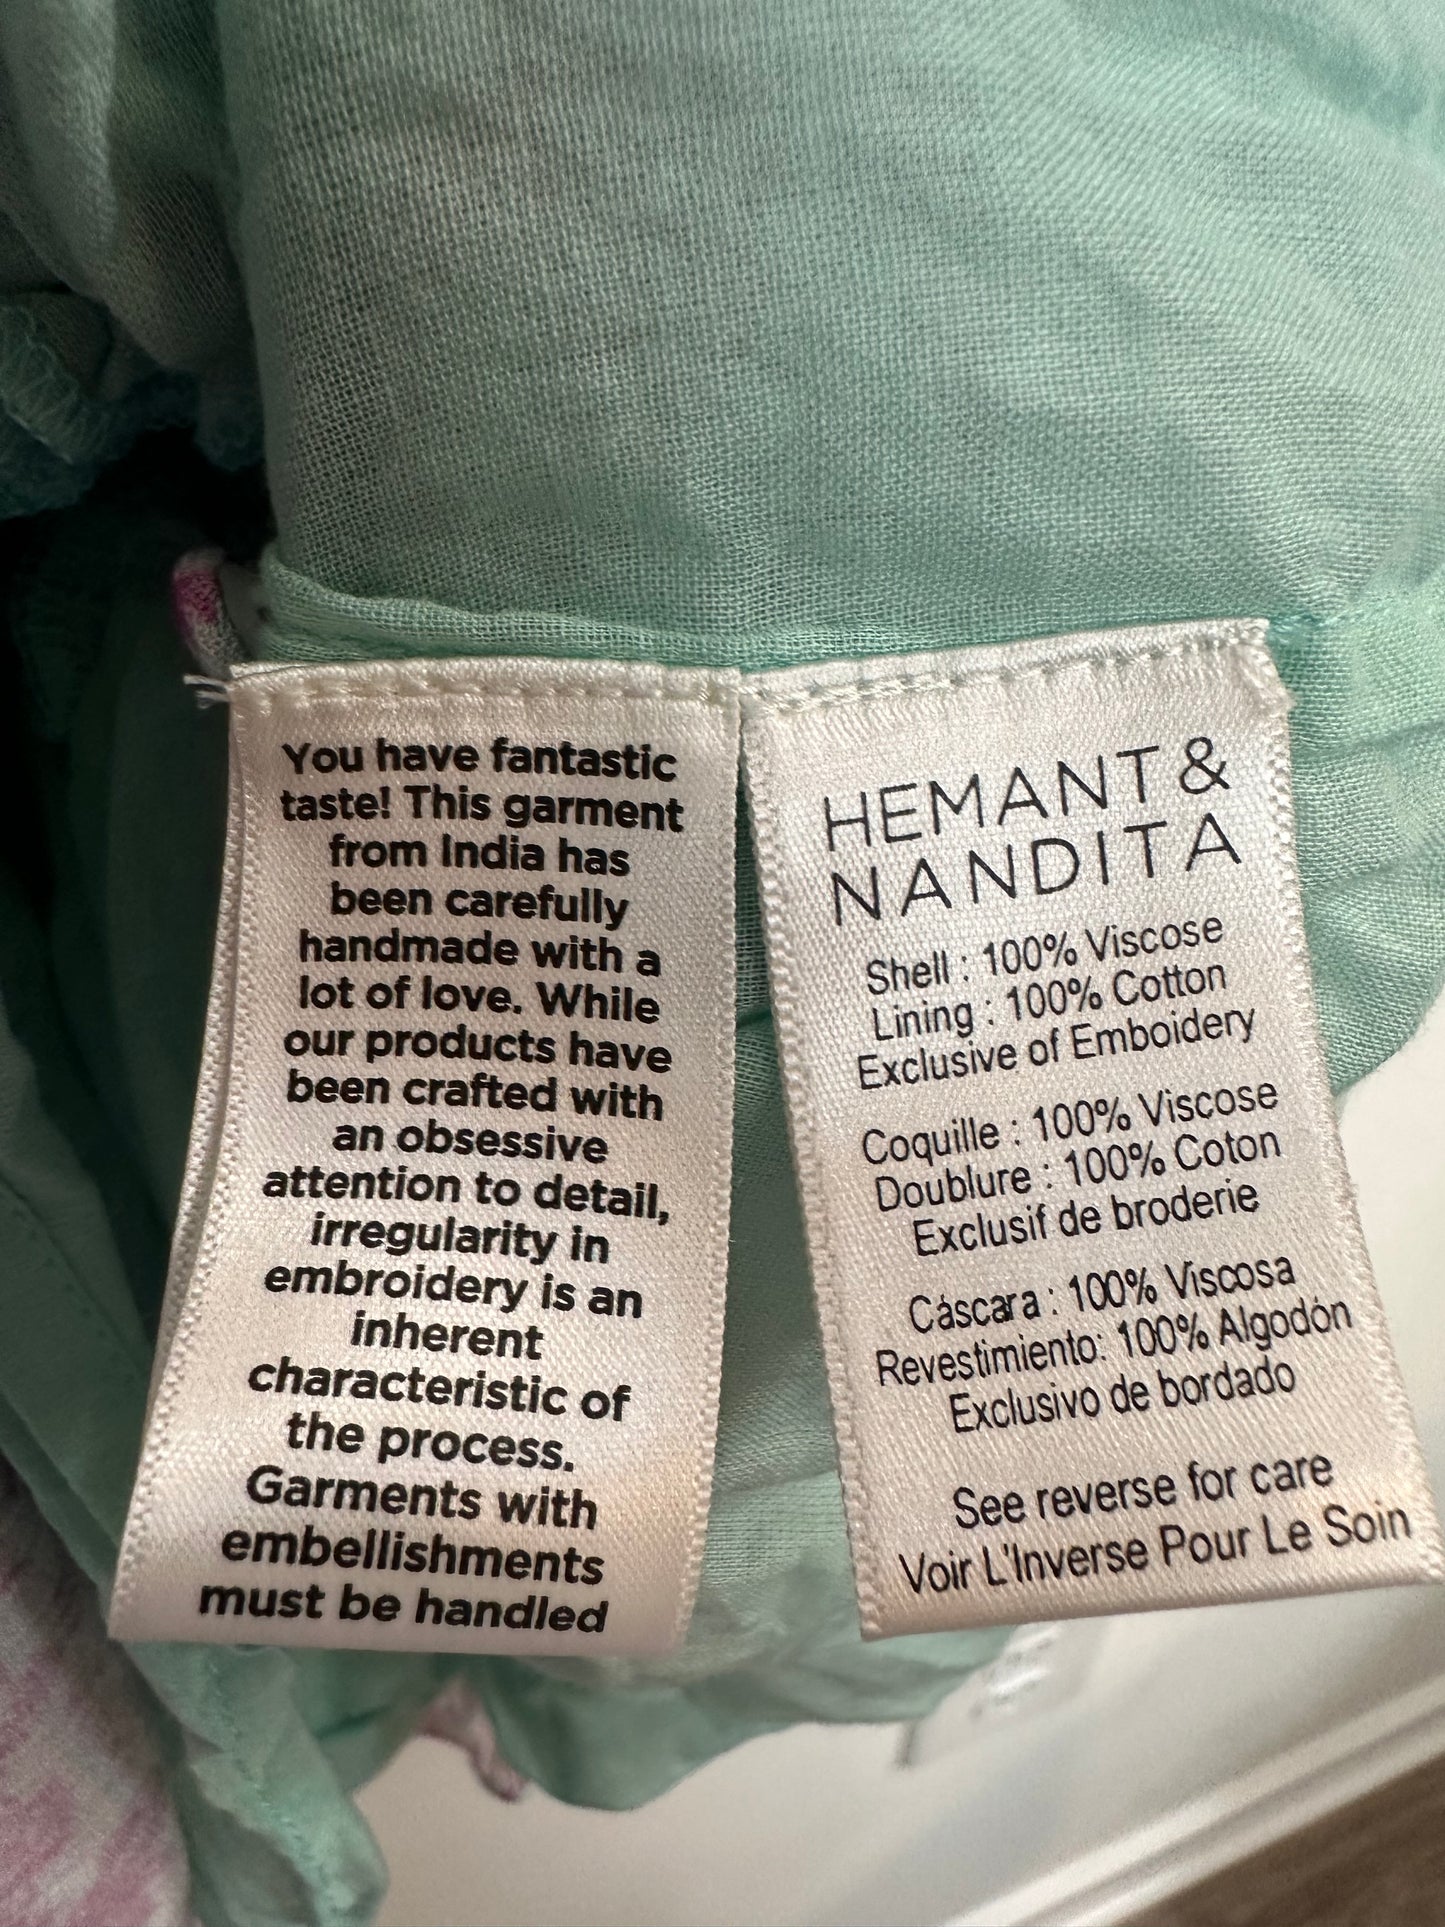 You have fantastic
taste! This garment
from India has
been carefully
handmade with a
lot of love. While
our products have
been crafted with
an obsessive
attention to detail,
irregularity in
embroidery is an
inherent
characteristic of
the process.
Garments with
embellishments
must be handled
HEMANT &
NANDITA
Shell : 100% Viscose
Lining : 100% Cotton
Exclusive of Emboidery
Coquille : 100% Viscose
Doublure : 100% Coton
Exclusif de broderie
Cáscara : 100% Viscosa
Revestimiento: 100% Algodón
Exclusivo de bordado
See reverse for care
Voir L'Inverse Pour Le Soin